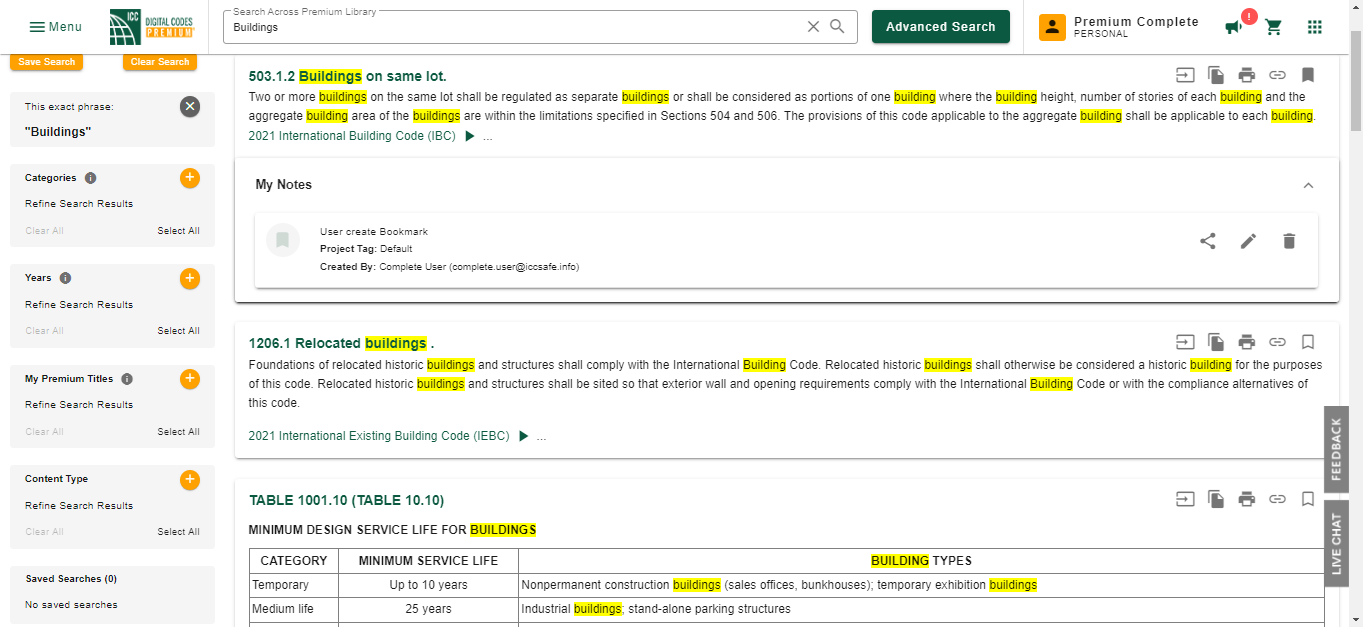 Menu
ICC
DIGITAL CODES
PREMIUM
Search Across Premium Library
Buildings
Advanced Search
Premium Complete
PERSONAL
!
Save Search
Clear Search
This exact phrase:
"Buildings"
Categories
Refine Search Results
Clear All
Select All
Years
Refine Search Results
Clear All
Select All
My Premium Titles
Refine Search Results
Clear All
Select All
Content Type
Refine Search Results
Clear All
Select All
Saved Searches (0)
No saved searches
503.1.2 Buildings on same lot.
Two or more buildings on the same lot shall be regulated as separate buildings or shall be considered as portions of one building where the building height, number of stories of each building and the
aggregate building area of the buildings are within the limitations specified in Sections 504 and 506. The provisions of this code applicable to the aggregate building shall be applicable to each building.
2021 International Building Code (IBC) ...
My Notes
User create Bookmark
Project Tag: Default
Created By: Complete User (complete.user@iccsafe.info)
1206.1 Relocated buildings .
Foundations of relocated historic buildings and structures shall comply with the International Building Code. Relocated historic buildings shall otherwise be considered a historic building for the purposes
of this code. Relocated historic buildings and structures shall be sited so that exterior wall and opening requirements comply with the International Building Code or with the compliance alternatives of
this code.
2021 International Existing Building Code (IEBC) ...
TABLE 1001.10 (TABLE 10.10)
MINIMUM DESIGN SERVICE LIFE FOR BUILDINGS
CATEGORY MINIMUM SERVICE LIFE BUILDING TYPES
Temporary Up to 10 years Nonpermanent construction buildings (sales offices, bunkhouses); temporary exhibition buildings
Medium life 25 years Industrial buildings; stand-alone parking structures
FEEDBACK
LIVE CHAT